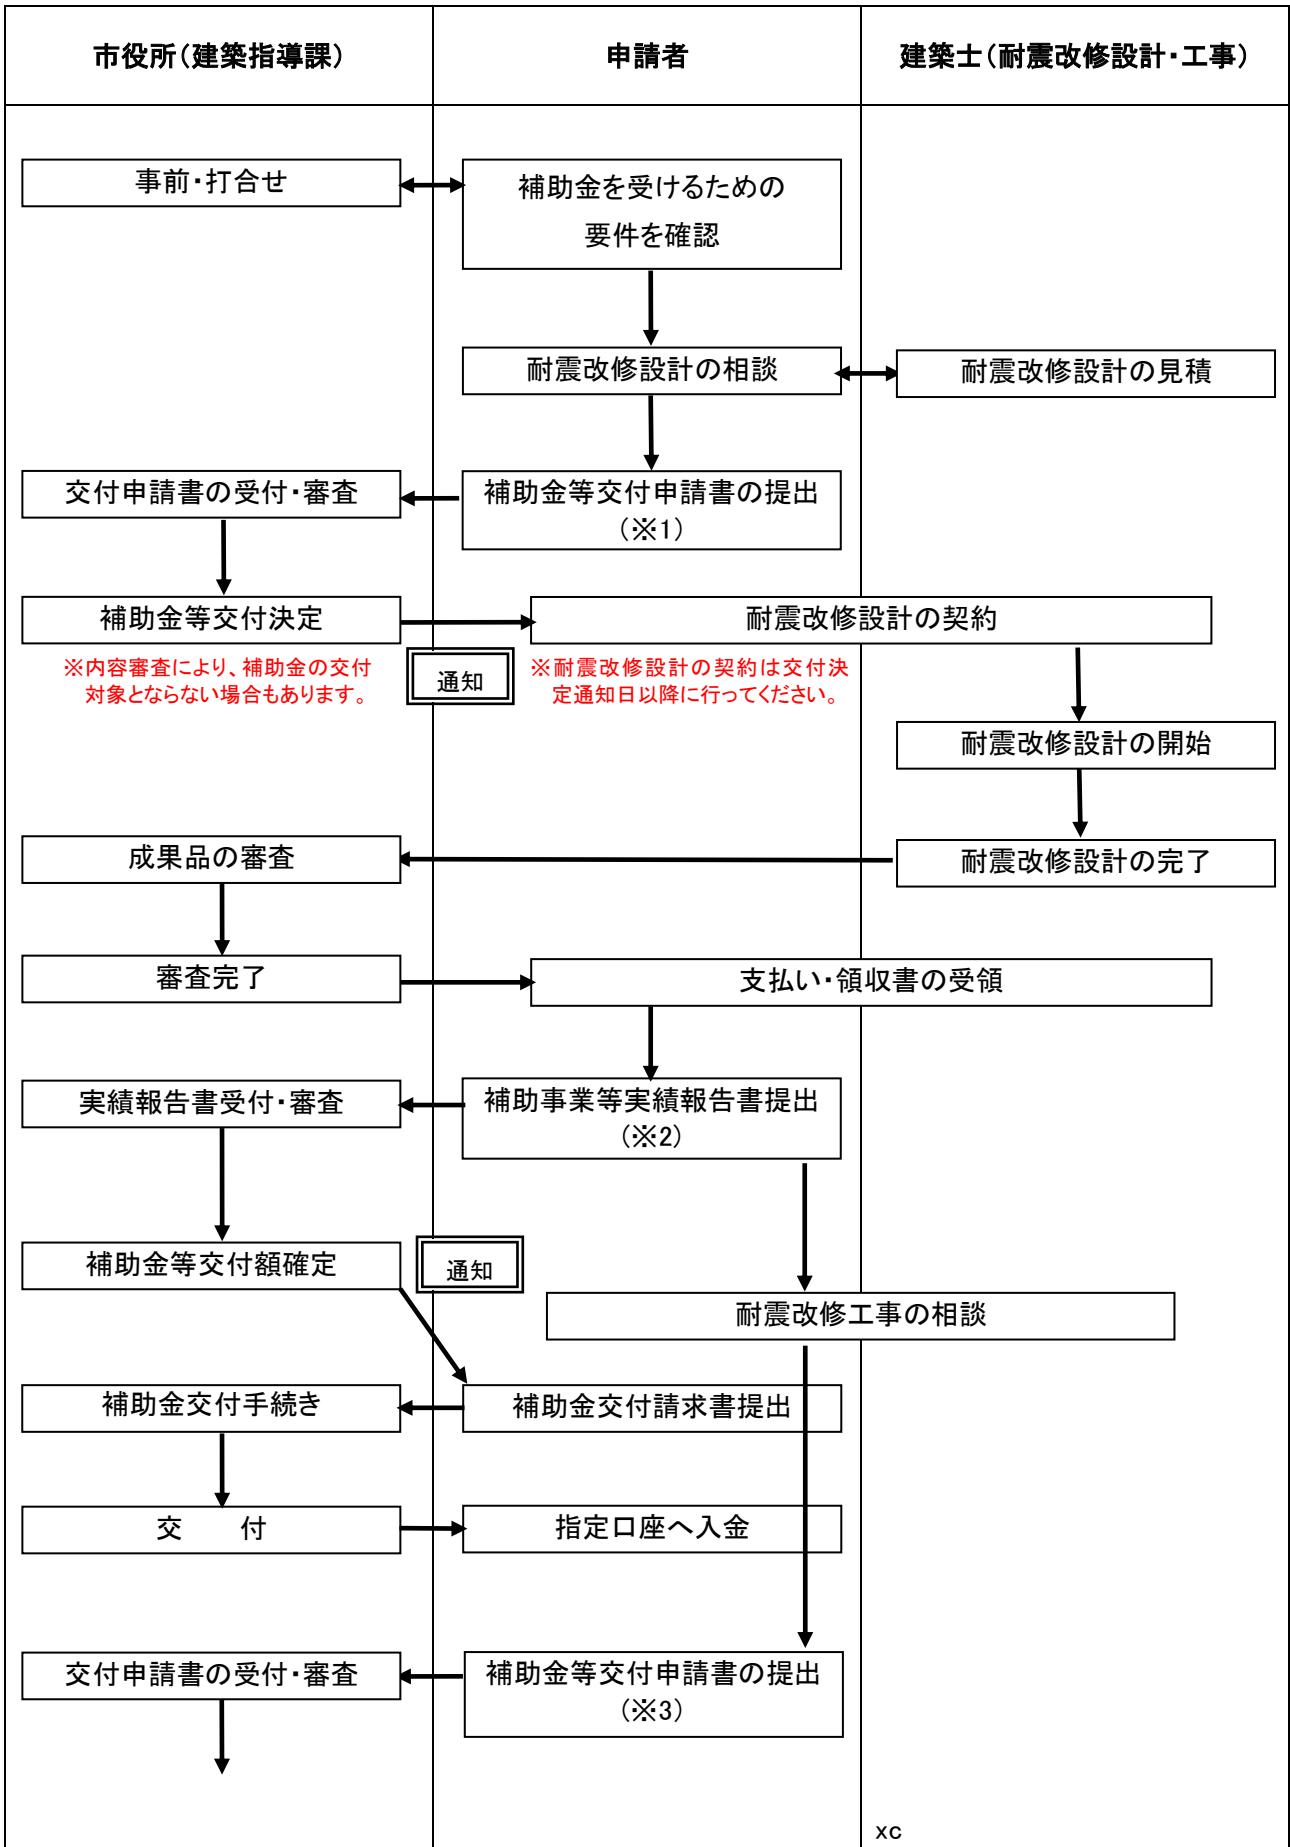 市役所（建築指導課）
申請者
建築士（耐震改修設計・工事）
事前・打合せ
補助金を受けるための
要件を確認
耐震改修設計の相談
耐震改修設計の見積
交付申請書の受付・審査
補助金等交付申請書の提出
（※1）
補助金等交付決定
耐震改修設計の契約
※内容審査により、補助金の交付
対象とならない場合もあります。
通知
※耐震改修設計の契約は交付決
定通知日以降に行ってください。
耐震改修設計の開始
成果品の審査
耐震改修設計の完了
審査完了
支払い・領収書の受領
実績報告書受付・審査
補助事業等実績報告書提出
（※2）
補助金等交付額確定
通知
耐震改修工事の相談
補助金交付手続き
補助金交付請求書提出
交　　付
指定口座へ入金
交付申請書の受付・審査
補助金等交付申請書の提出
（※3）
xc